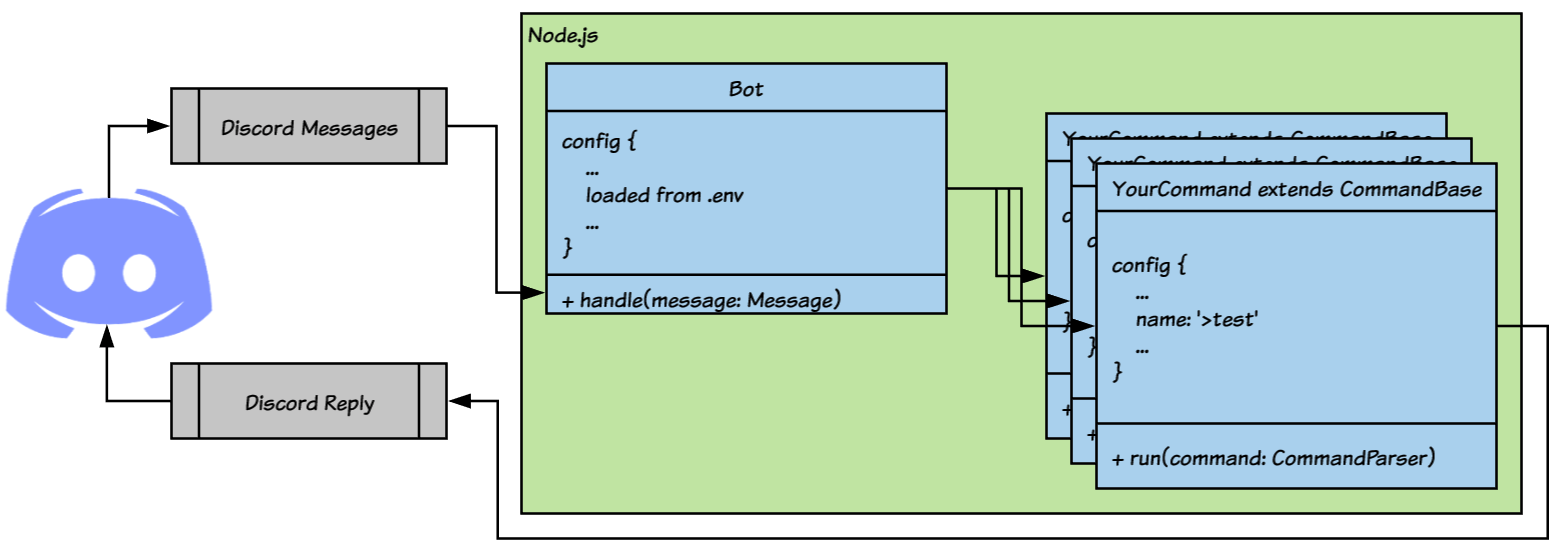 Node.js
Bot
Discord Messages
config {
...
loaded from .env
...
}
+ handle(message: Message)
YourCommand extends CommandBase
YourCommand extends CommandBase
YourCommand extends CommandBase
config {
...
name: '>test'
...
}
+ run(command: CommandParser)
}
}
+
+
Discord Reply